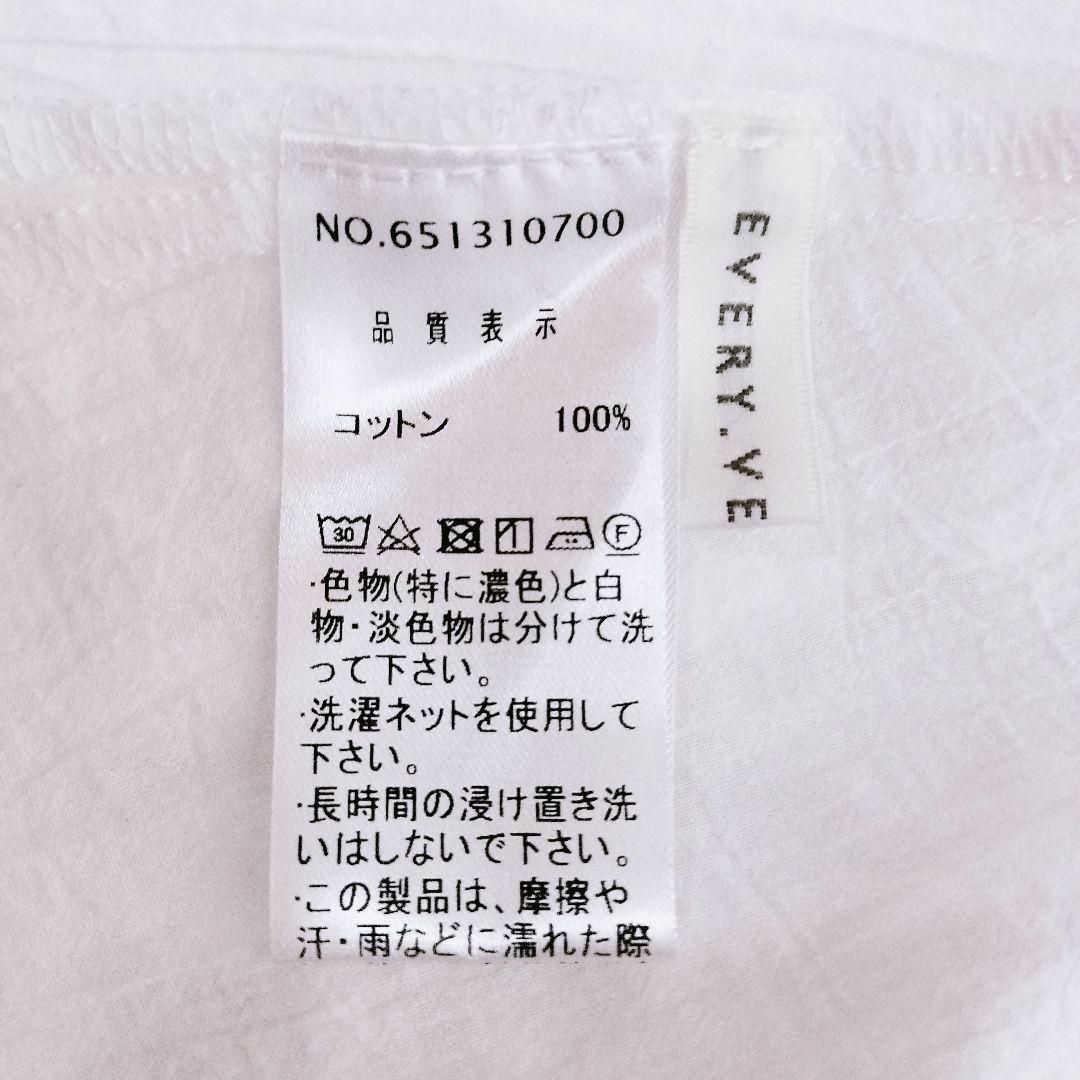 NO.651310700
品質表示
コットン 100%
30 F
·色物(特に濃色)と白
物・淡色物は分けて洗
って下さい。
·洗濯ネットを使用して
下さい。
·長時間の浸け置き洗
いはしないで下さい。
·この製品は、摩擦や
汗・雨などに濡れた際
EVERY.VE